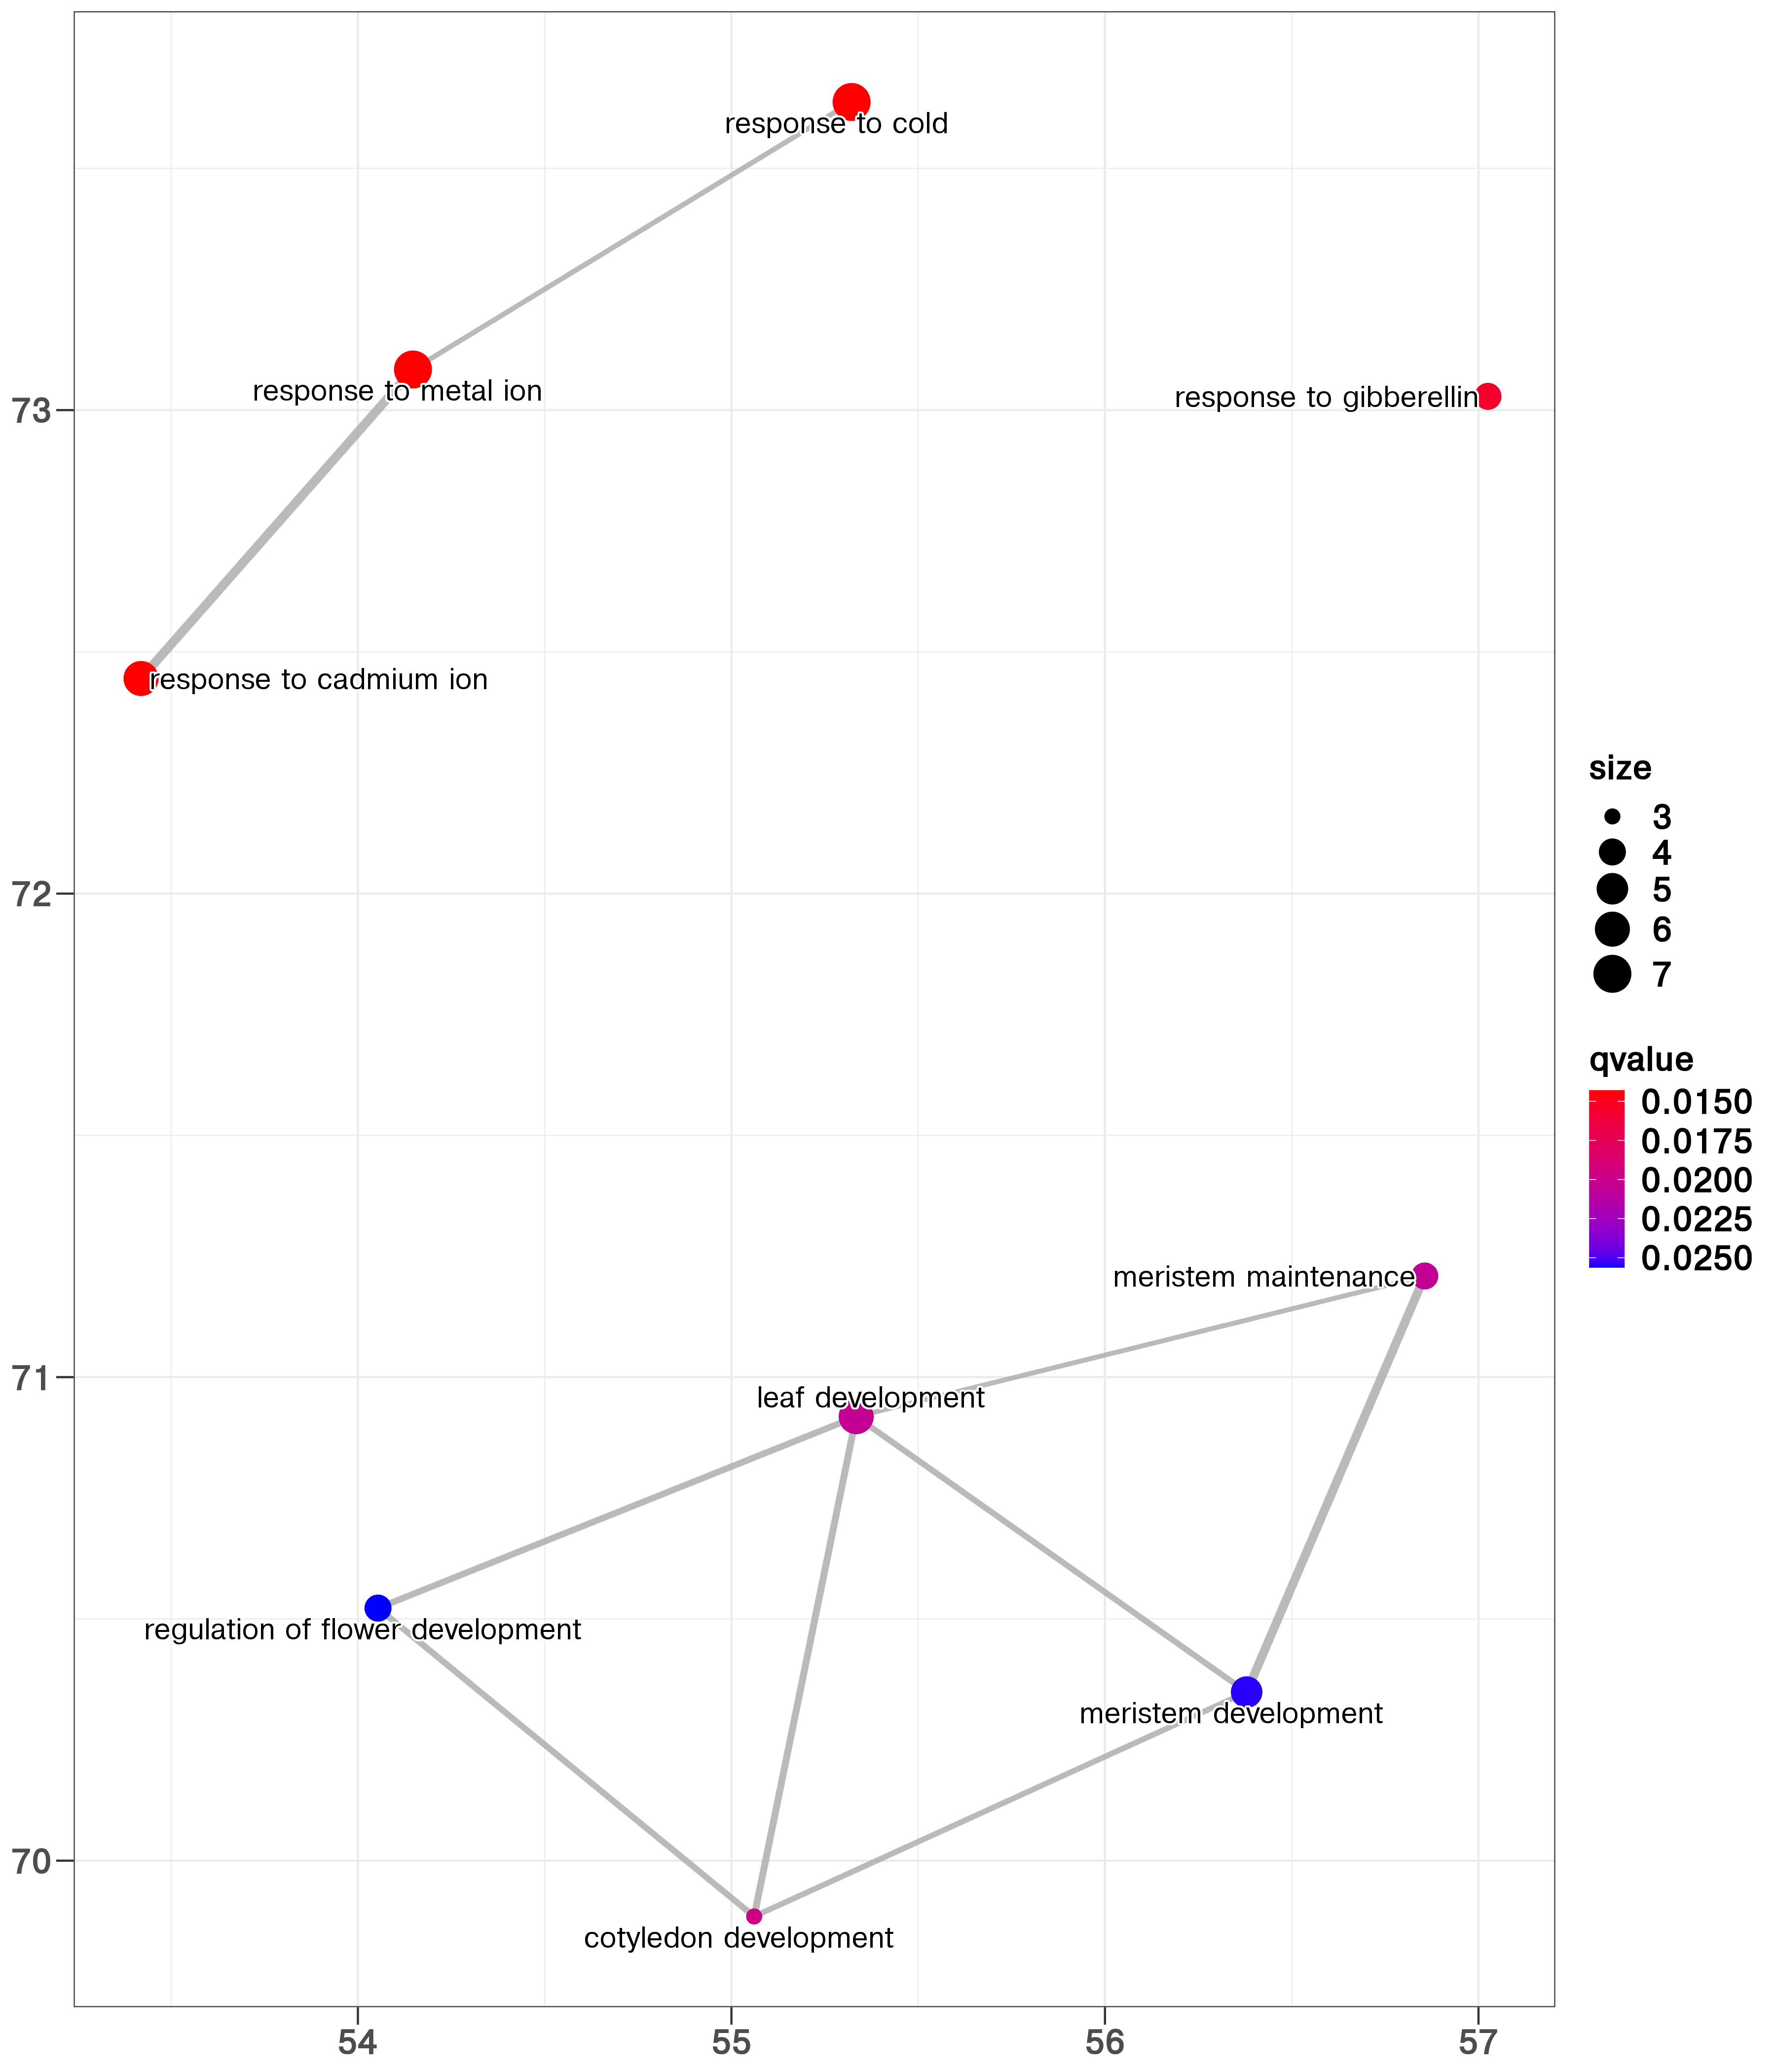 response to cold
response to metal ion
response to gibberellin
response to cadmium ion
meristem maintenance
leaf development
regulation of flower development
meristem development
cotyledon development
73
72
71
70
54
55
56
57
size
3
4
5
6
7
qvalue
0.0150
0.0175
0.0200
0.0225
0.0250